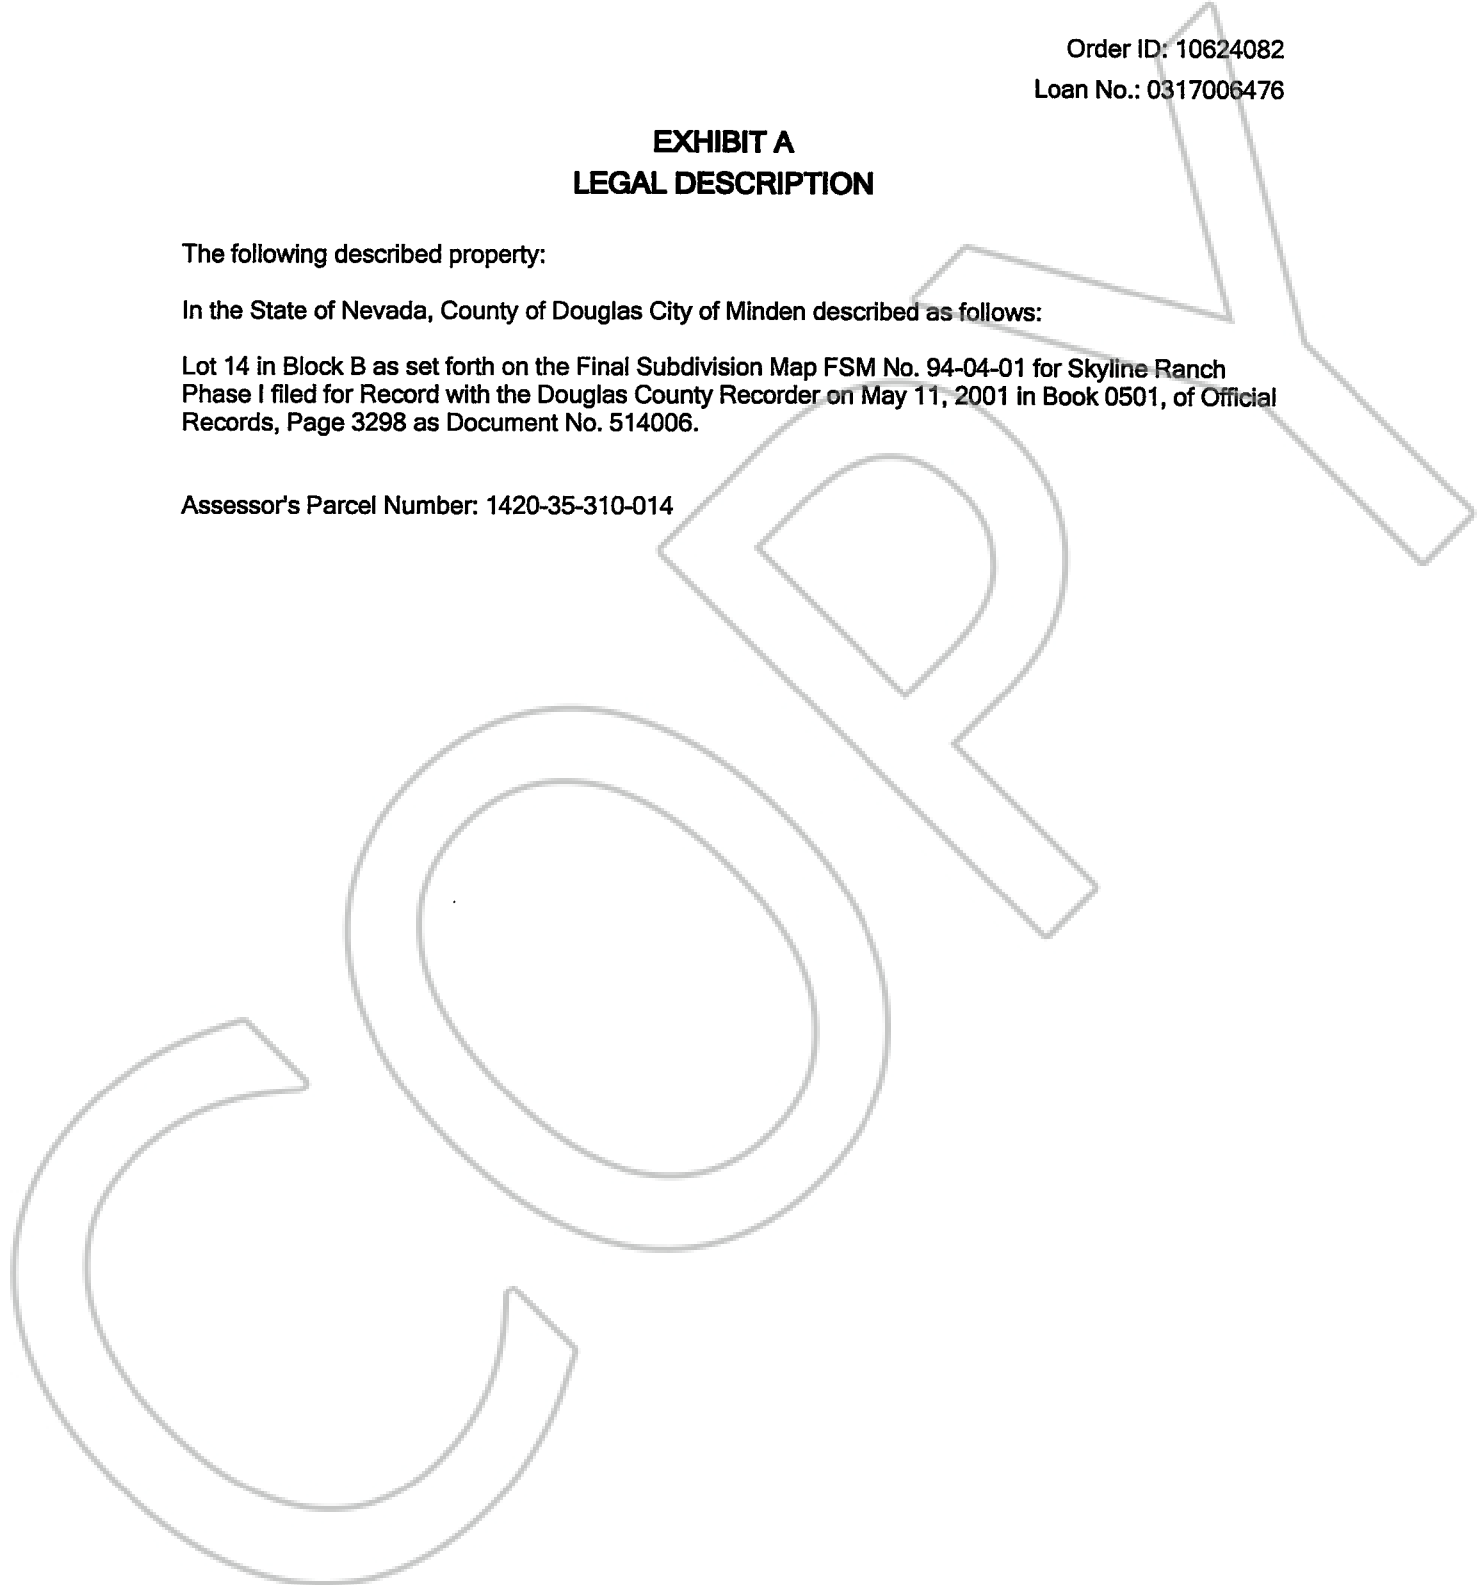 Order ID: 10624082
Loan No.: 0317006476
EXHIBIT A
LEGAL DESCRIPTION
The following described property:
In the State of Nevada, County of Douglas City of Minden described as follows:
Lot 14 in Block B as set forth on the Final Subdivision Map FSM No. 94-04-01 for Skyline Ranch
Phase I filed for Record with the Douglas County Recorder on May 11, 2001 in Book 0501, of Official
Records, Page 3298 as Document No. 514006.
Assessor's Parcel Number: 1420-35-310-014
COPY